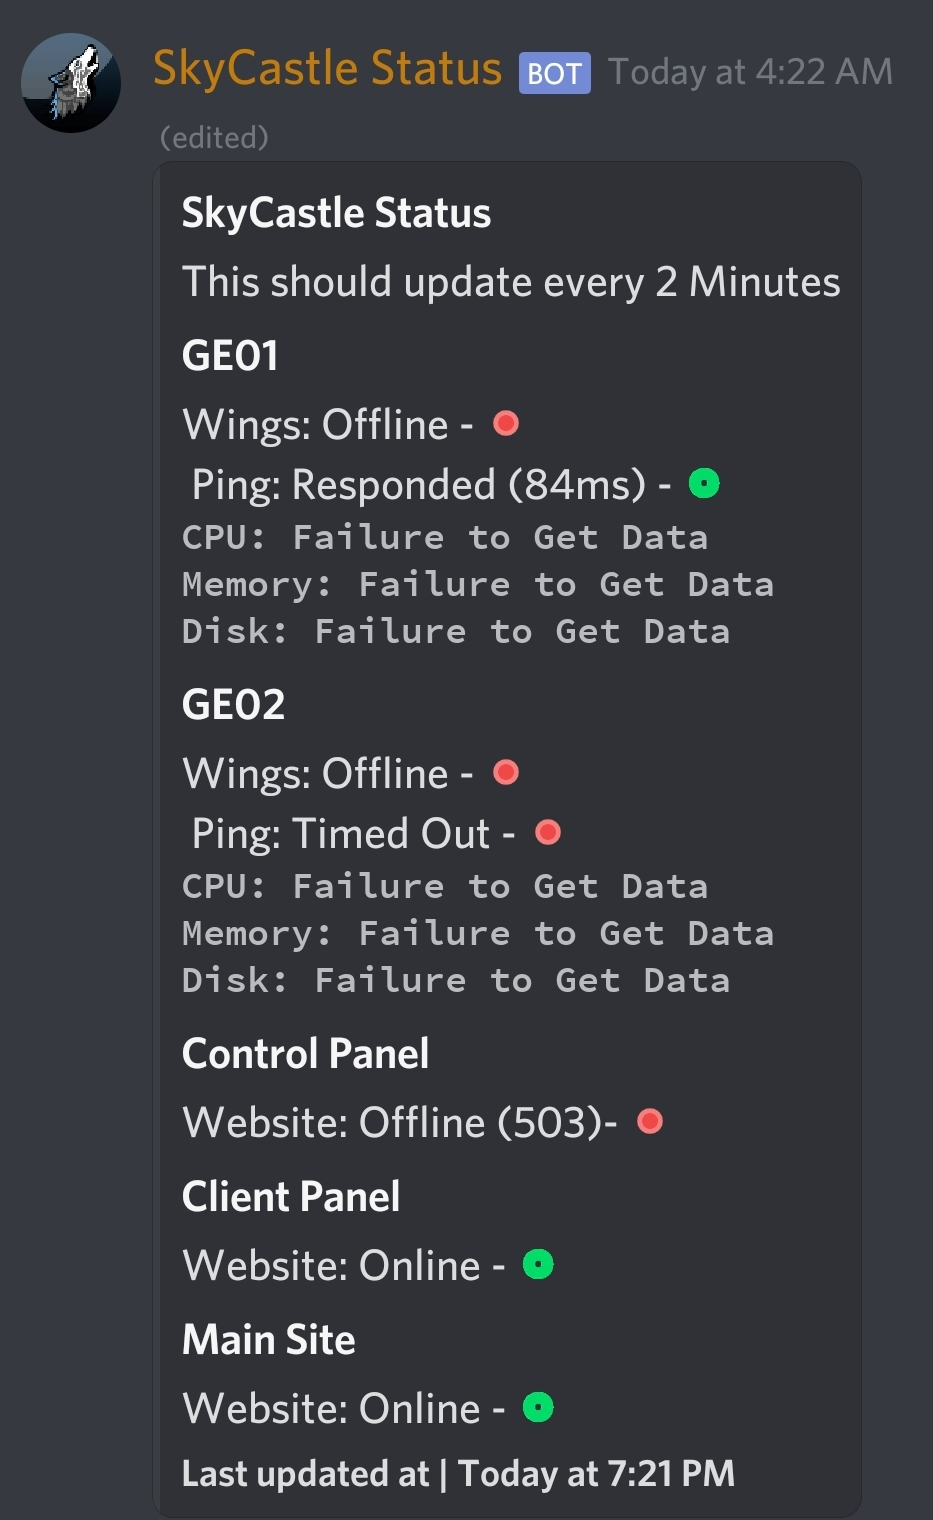 SkyCastle Status BOT Today at 4:22 AM
(edited)
SkyCastle Status
This should update every 2 Minutes
GE01
Wings: Offline -
Ping: Responded (84ms) -
CPU: Failure to Get Data
Memory: Failure to Get Data
Disk: Failure to Get Data
GE02
Wings: Offline -
Ping: Timed Out -
CPU: Failure to Get Data
Memory: Failure to Get Data
Disk: Failure to Get Data
Control Panel
Website: Offline (503)-
Client Panel
Website: Online -
Main Site
Website: Online -
Last updated at | Today at 7:21 PM